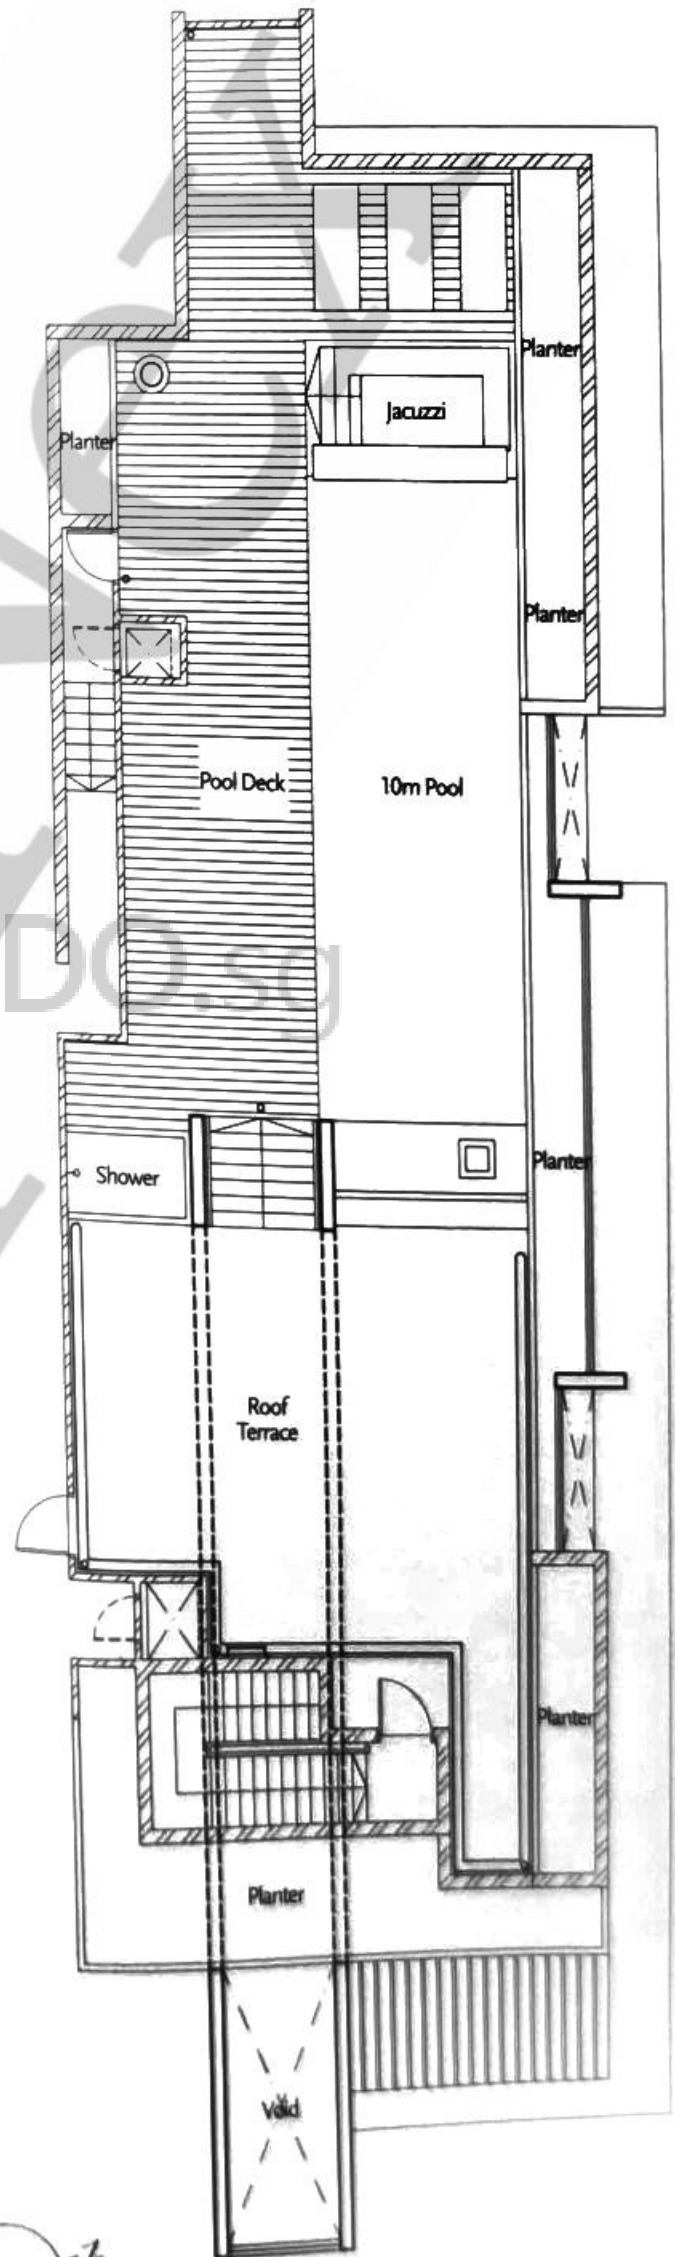 Planter
Jacuzzi
Planter
Planter
Pool Deck
10m Pool
DO.sg
Shower
Planter
Roof
Terrace
Planter
Planter
Void